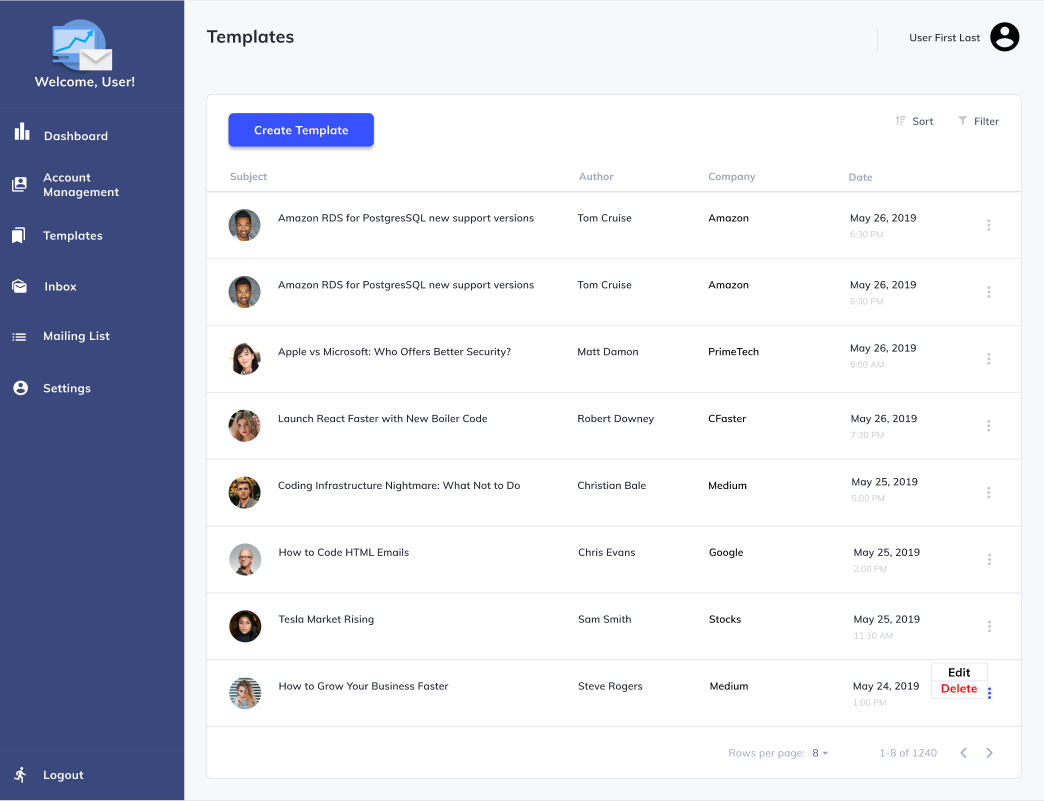 Welcome, User!
Dashboard
Account
Management
Templates
Inbox
Mailing List
Settings
Logout
Templates
User First Last
Create Template
Sort
Filter
Subject Author Company Date
Amazon RDS for PostgresSQL new support versions Tom Cruise Amazon May 26, 2019
6:30 PM
Amazon RDS for PostgresSQL new support versions Tom Cruise Amazon May 26, 2019
6:30 PM
Apple vs Microsoft: Who Offers Better Security? Matt Damon PrimeTech May 26, 2019
8:00 AM
Launch React Faster with New Boiler Code Robert Downey CFaster May 26, 2019
7:30 PM
Coding Infrastructure Nightmare: What Not to Do Christian Bale Medium May 25, 2019
5:00 PM
How to Code HTML Emails Chris Evans Google May 25, 2019
2:00 PM
Tesla Market Rising Sam Smith Stocks May 25, 2019
11:30 AM
How to Grow Your Business Faster Steve Rogers Medium May 24, 2019
1:00 PM
Edit
Delete
Rows per page: 8 1-8 of 1240